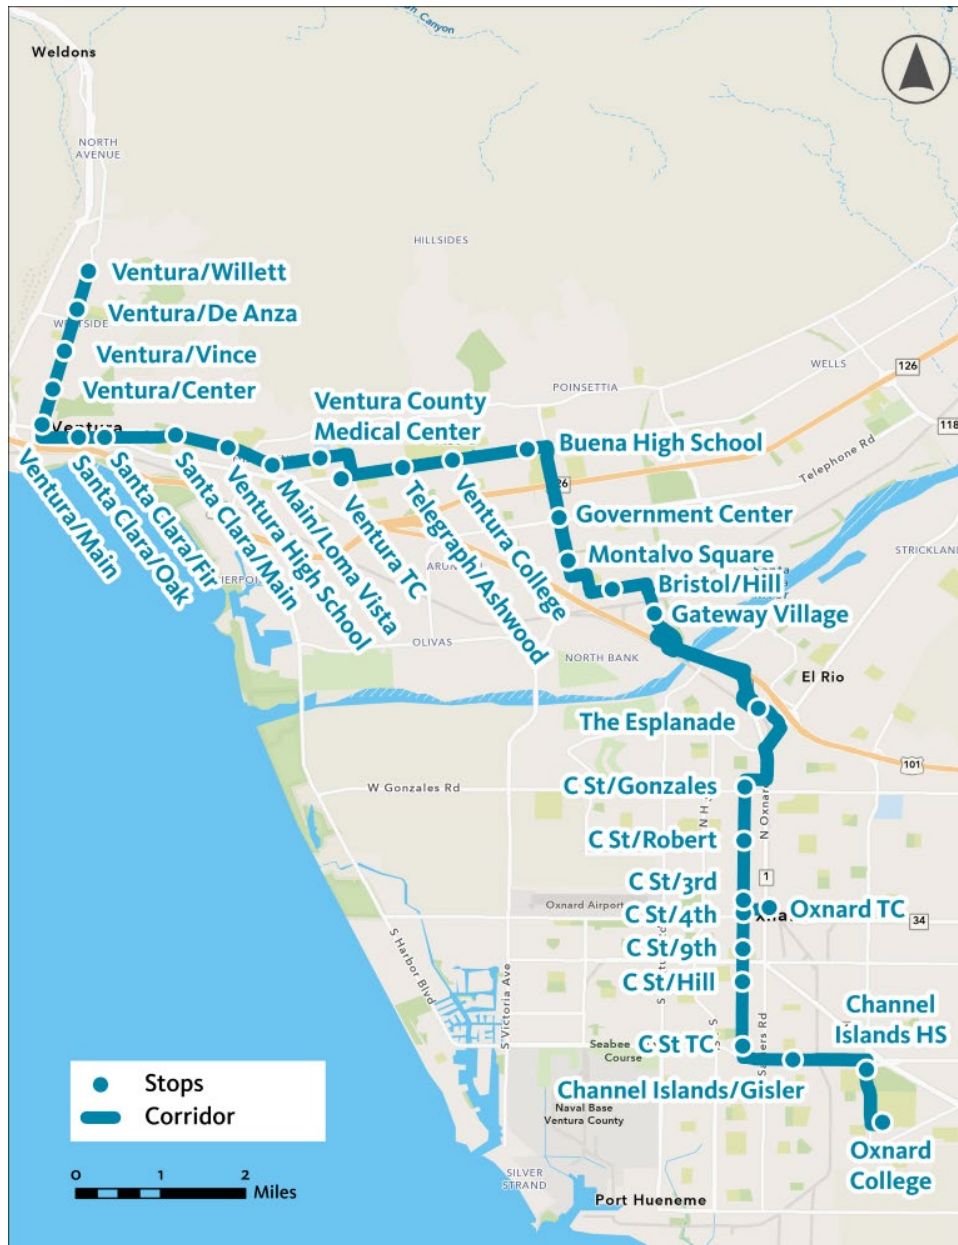 Canyon
Weldons
NORTH
AVENUE
HILLSIDES
Ventura/Willett
Ventura/De Anza
Ventura/Vince
Ventura/Center
WELLS
126
POINSETTIA
118
Ventura
Ventura County
Medical Center
Buena High School
Telephone Rd
Government Center
STRICKLAND
Montalvo Square
Bristol/Hill
Gateway Village
Ventura/Main
Santa Clara/Oak
Santa Clara/Fir
Santa Clara/Main
Ventura High School
Main/Loma Vista
Ventura TC
Telegraph/Ashwood
Ventura College
OLIVAS
NORTH BANK
El Rio
The Esplanade
101
W Gonzales Rd
C St/Gonzales
N Oxnar
C St/Robert
1
C St/3rd
Oxnard Airport
C St/4th
Oxnard TC
34
C St/9th
C St/Hill
S Harbor Blvd
S Victoria Ave
Channel
Islands HS
Seabee
Course
C St TC
Channel Islands/Gisler
Naval Base
Ventura County
Oxnard
College
SILVER
STRAND
Port Hueneme
Stops
Corridor
0 1 2
Miles